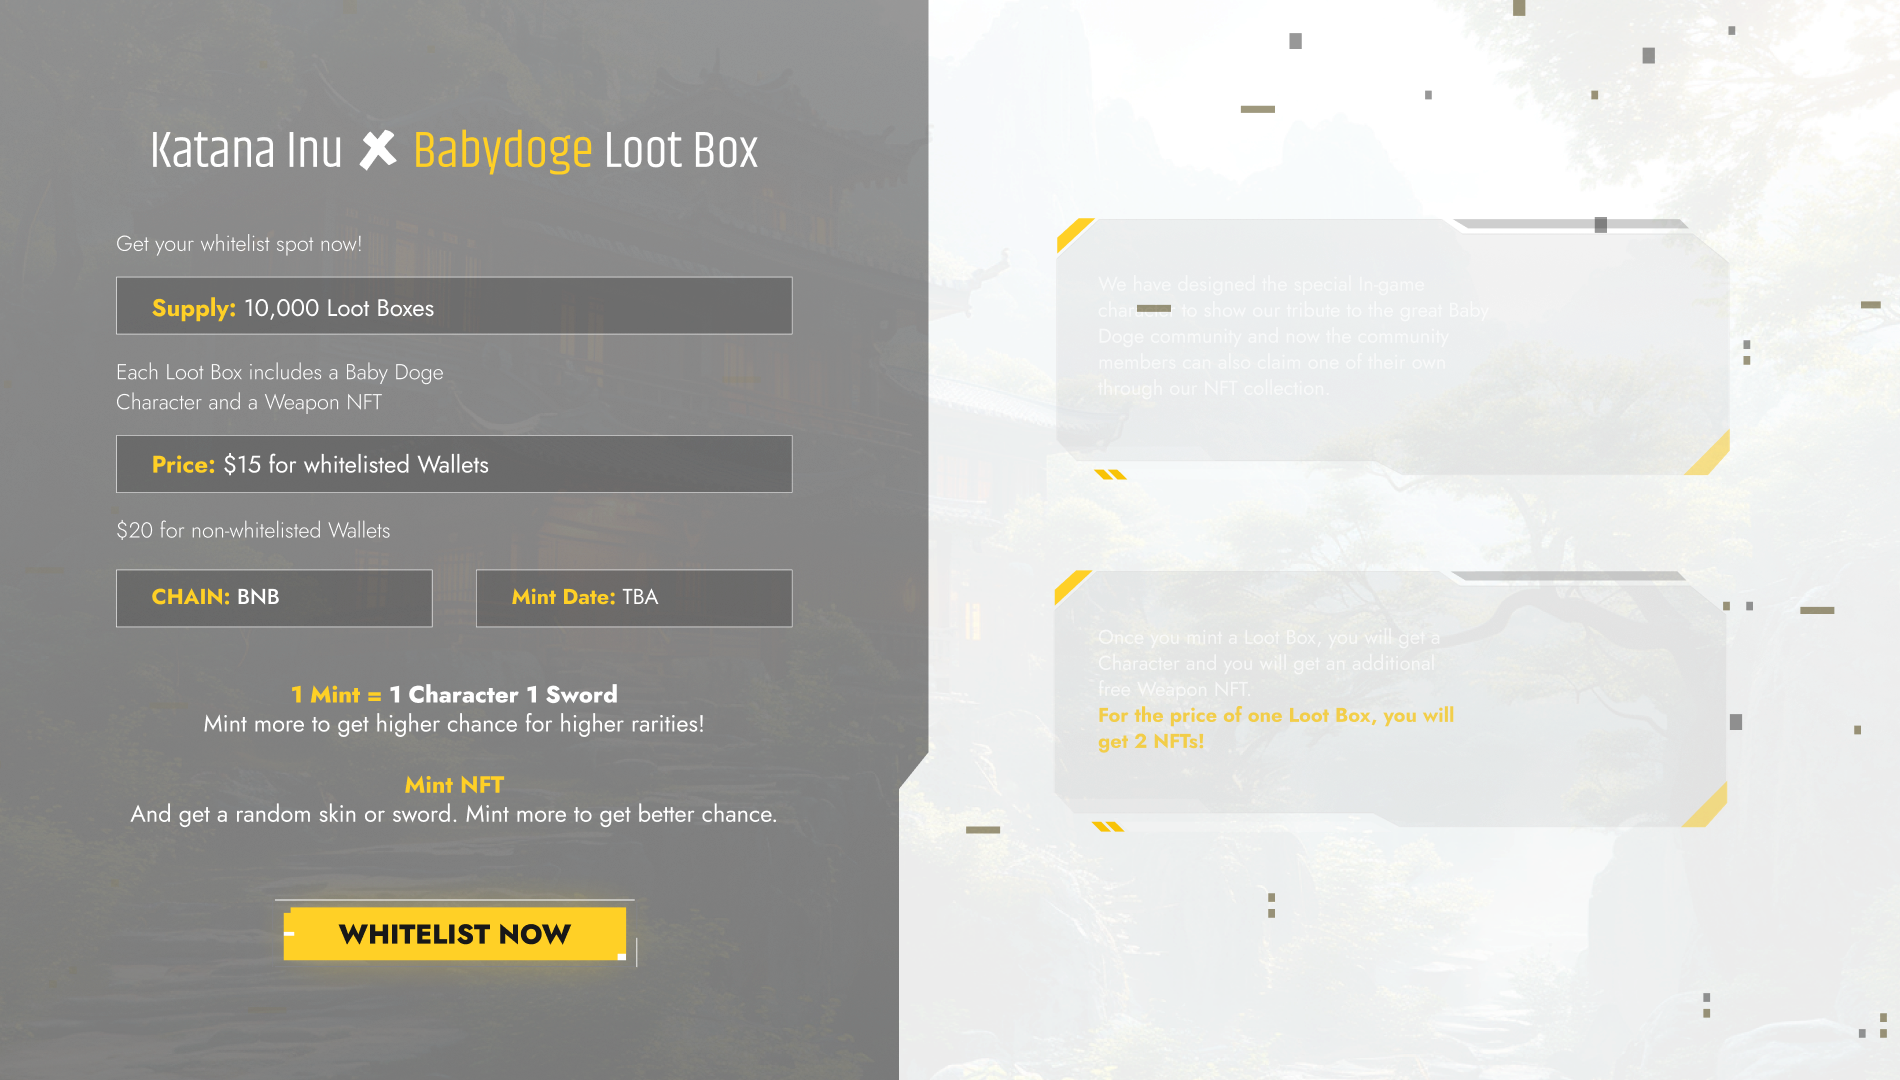 Katana Inu ✖ Babydoge Loot Box
Get your whitelist spot now!
Supply: 10,000 Loot Boxes
Each Loot Box includes a Baby Doge
Character and a Weapon NFT
Price: $15 for whitelisted Wallets
$20 for non-whitelisted Wallets
CHAIN: BNB
Mint Date: TBA
1 Mint = 1 Character 1 Sword
Mint more to get higher chance for higher rarities!
Mint NFT
And get a random skin or sword. Mint more to get better chance.
WHITELIST NOW
We have designed the special In-game
character to show our tribute to the great Baby
Doge community and now the community
members can also claim one of their own
through our NFT collection.
Once you mint a Loot Box, you will get a
Character and you will get an additional
free Weapon NFT.
For the price of one Loot Box, you will
get 2 NFTs!